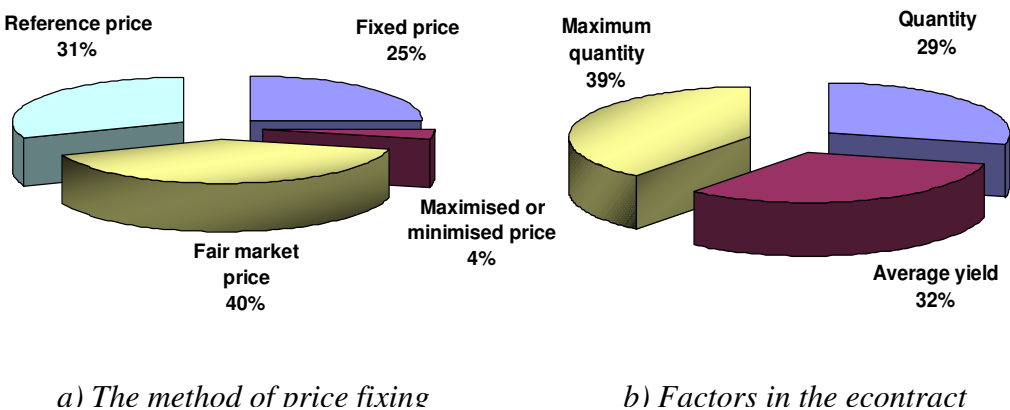 Reference price
31%
Fixed price
25%
Maximised or
minimised price
4%
Fair market
price
40%
Maximum
quantity
39%
Quantity
29%
Average yield
32%
a) The method of price fixing
b) Factors in the econtract